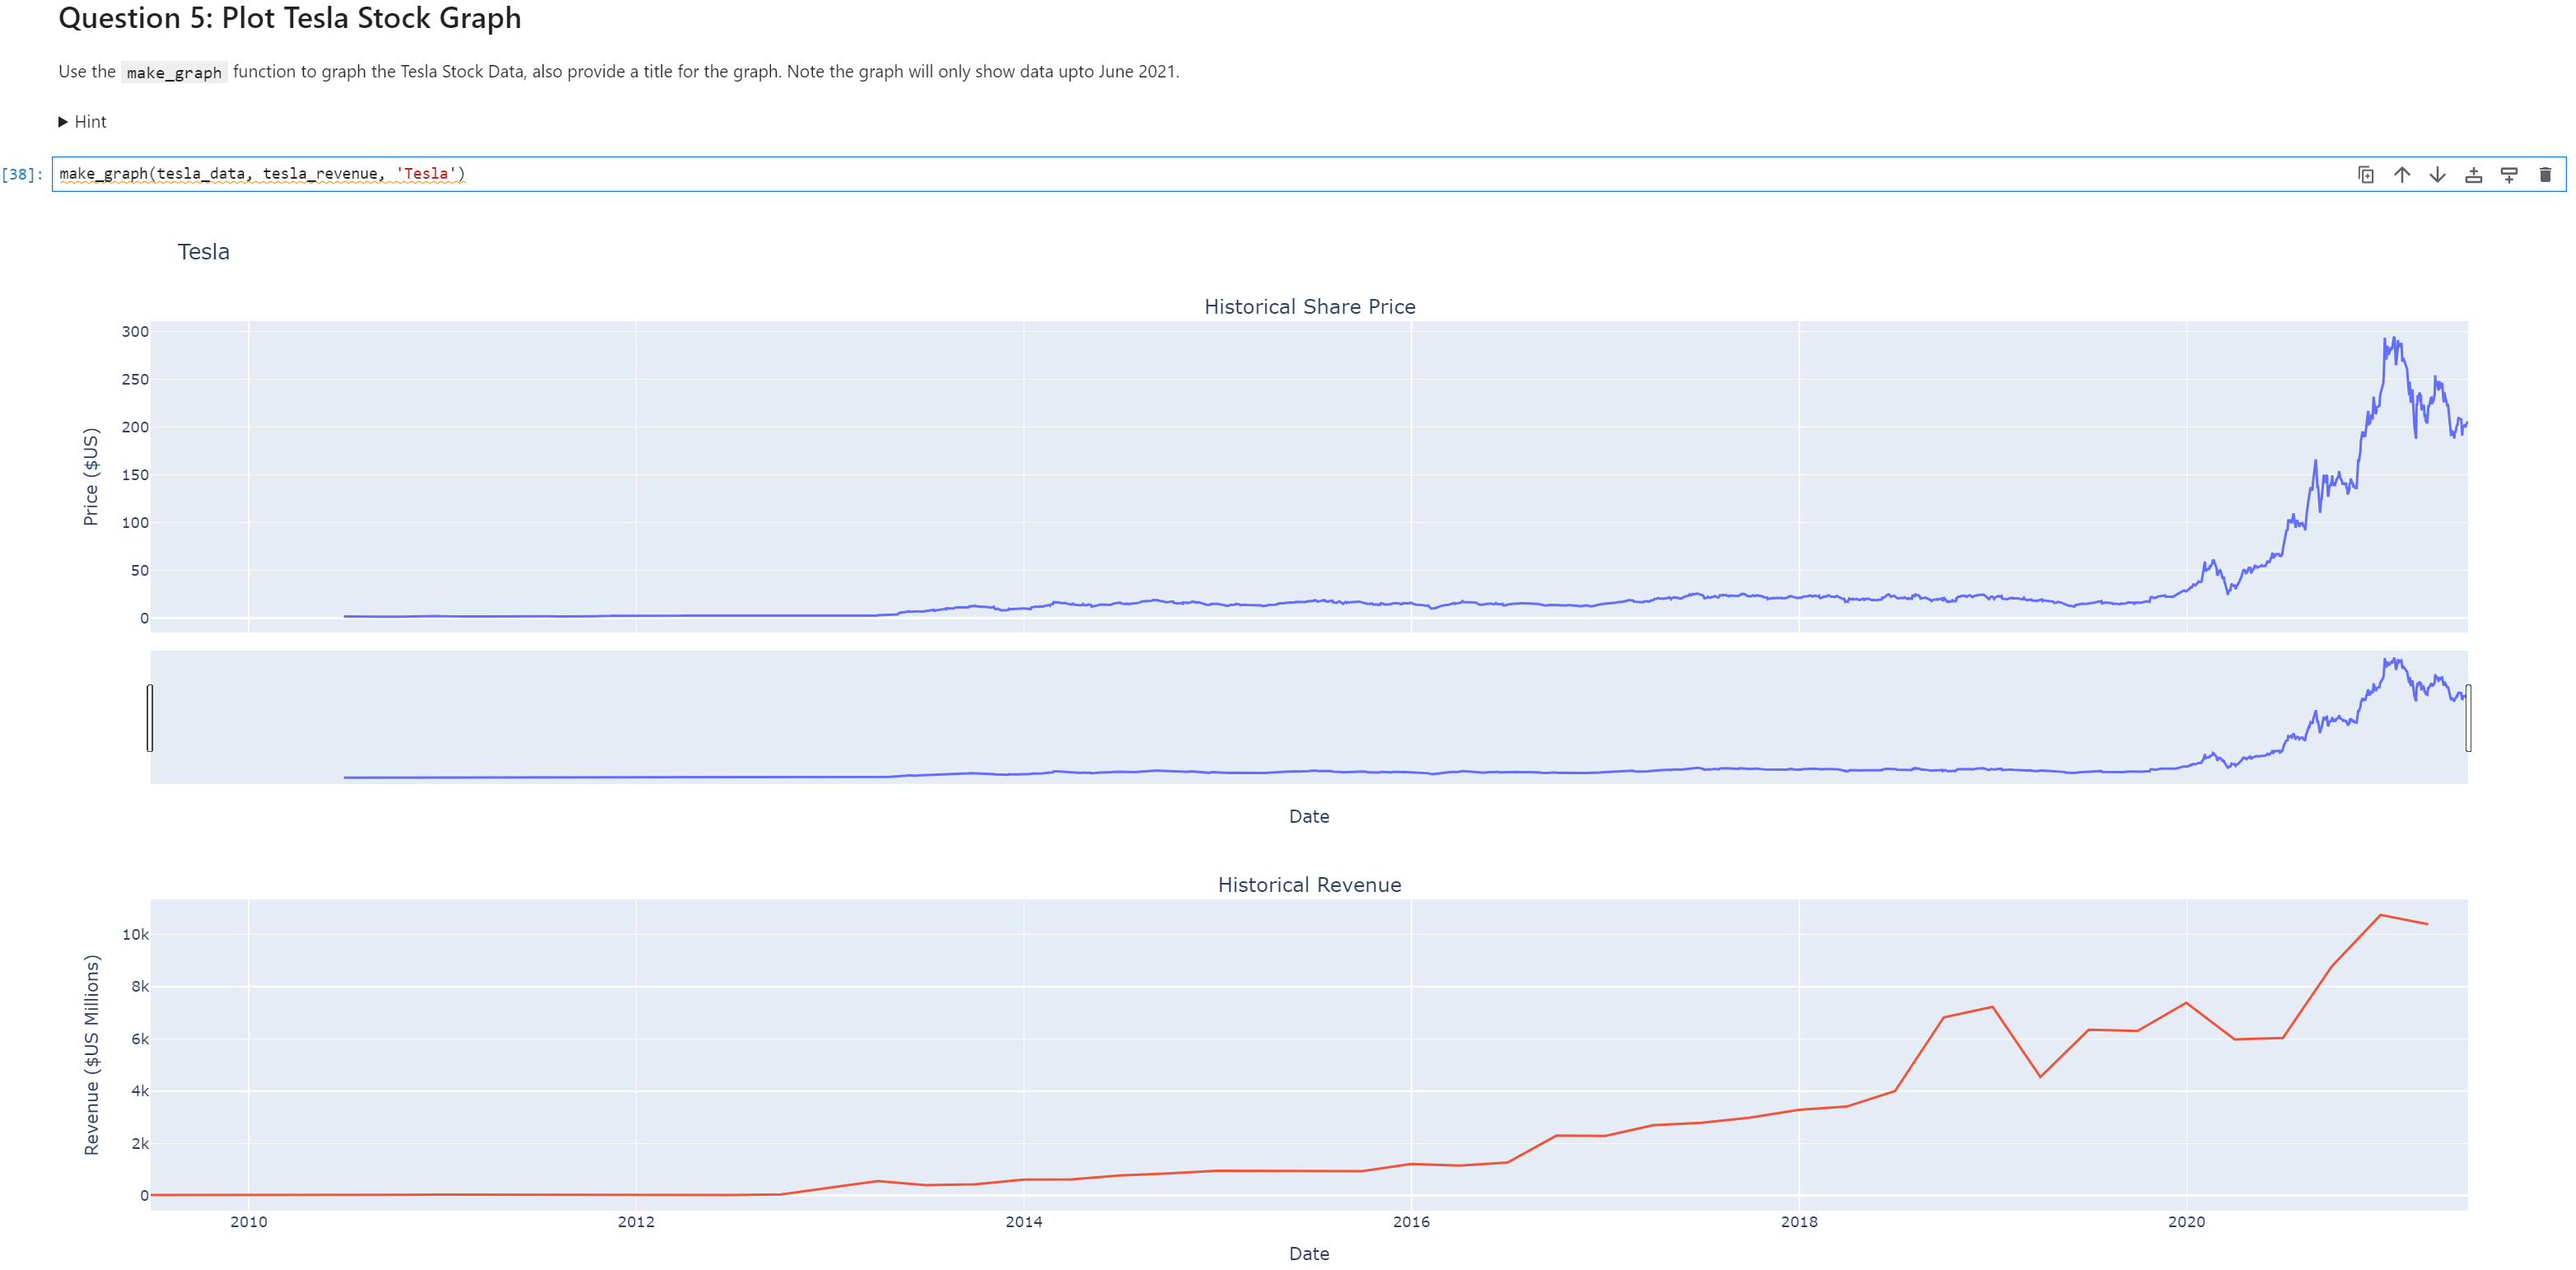 Question 5: Plot Tesla Stock Graph
Use the make_graph function to graph the Tesla Stock Data, also provide a title for the graph. Note the graph will only show data upto June 2021.
▶ Hint
[38]: make_graph(tesla_data, tesla_revenue, 'Tesla')
Tesla
Historical Share Price
300
250
200
150
100
50
0
Price ($US)
Date
Historical Revenue
10k
8k
6k
4k
2k
0
Revenue ($US Millions)
2010 2012 2014 2016 2018 2020
Date